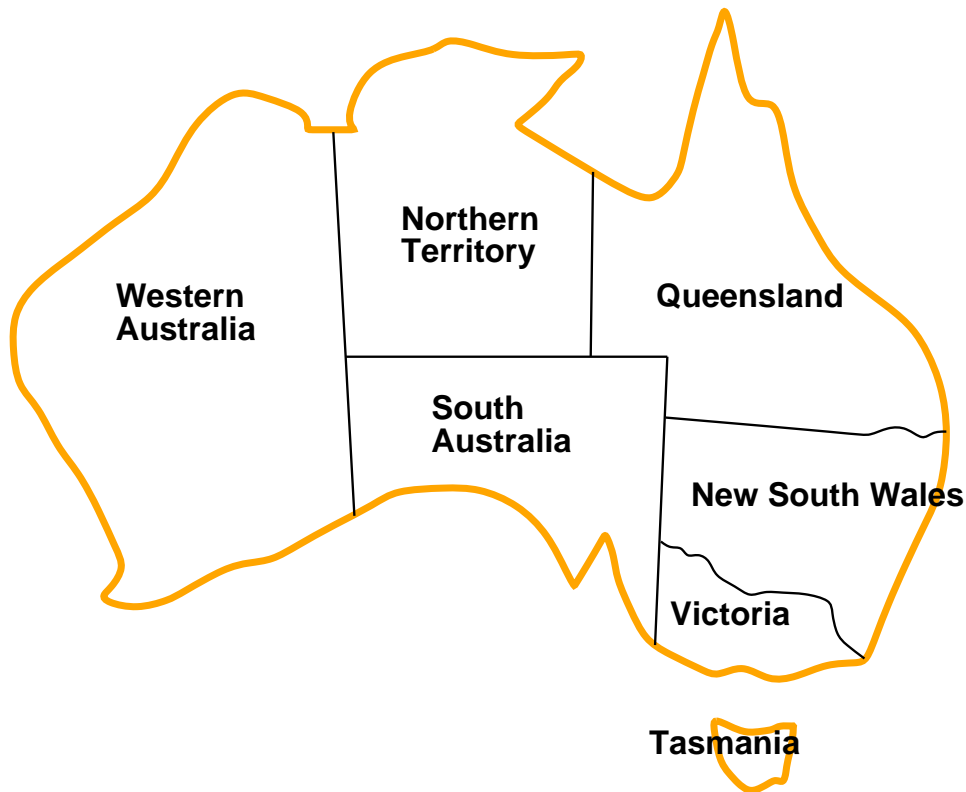 Northern
Territory
Western
Australia
Queensland
South
Australia
New South Wales
Victoria
Tasmania